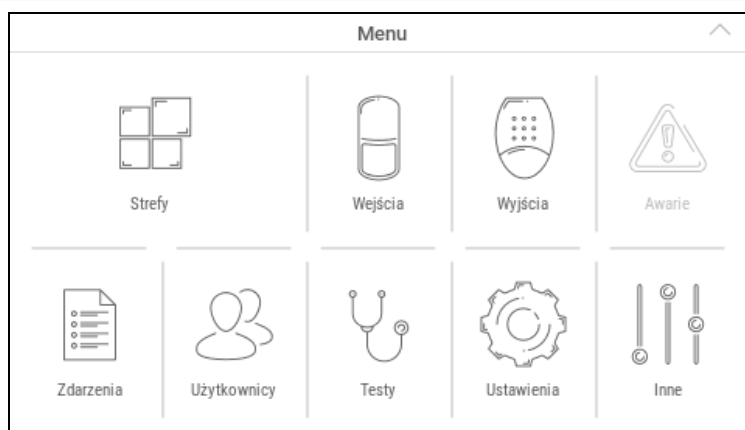 Menu
Strefy
Wejścia
Wyjścia
Awarie
Zdarzenia
Użytkownicy
Testy
Ustawienia
Inne